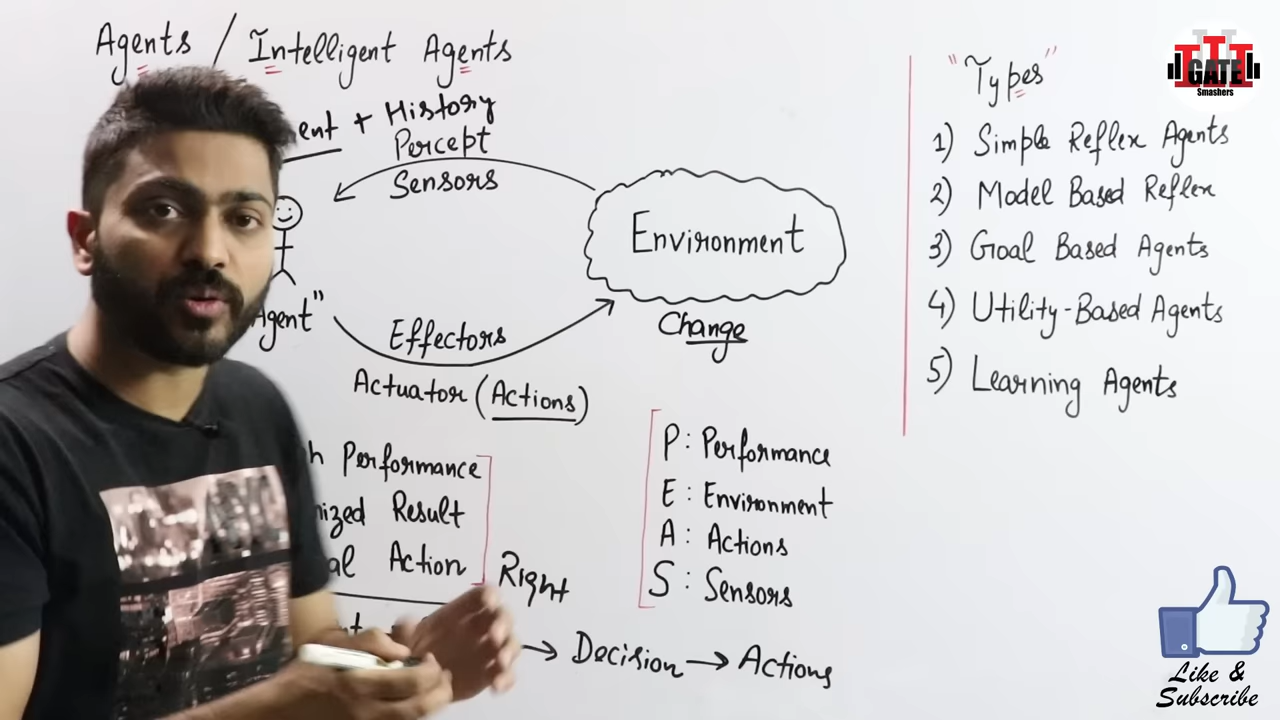 Agents / Intelligent Agents
+ History
Percept
Sensors
Environment
Agent"
Effectors
Change
Actuator (Actions)
Performance
Result
Action
Right
P: Performance
E: Environment
A: Actions
S: Sensors
→ Decision → Actions
"Types"
1) Simple Reflex Agents
2) Model Based Reflex
3) Goal Based Agents
4) Utility-Based Agents
5) Learning Agents
GATE
Smashers
Like &
Subscribe